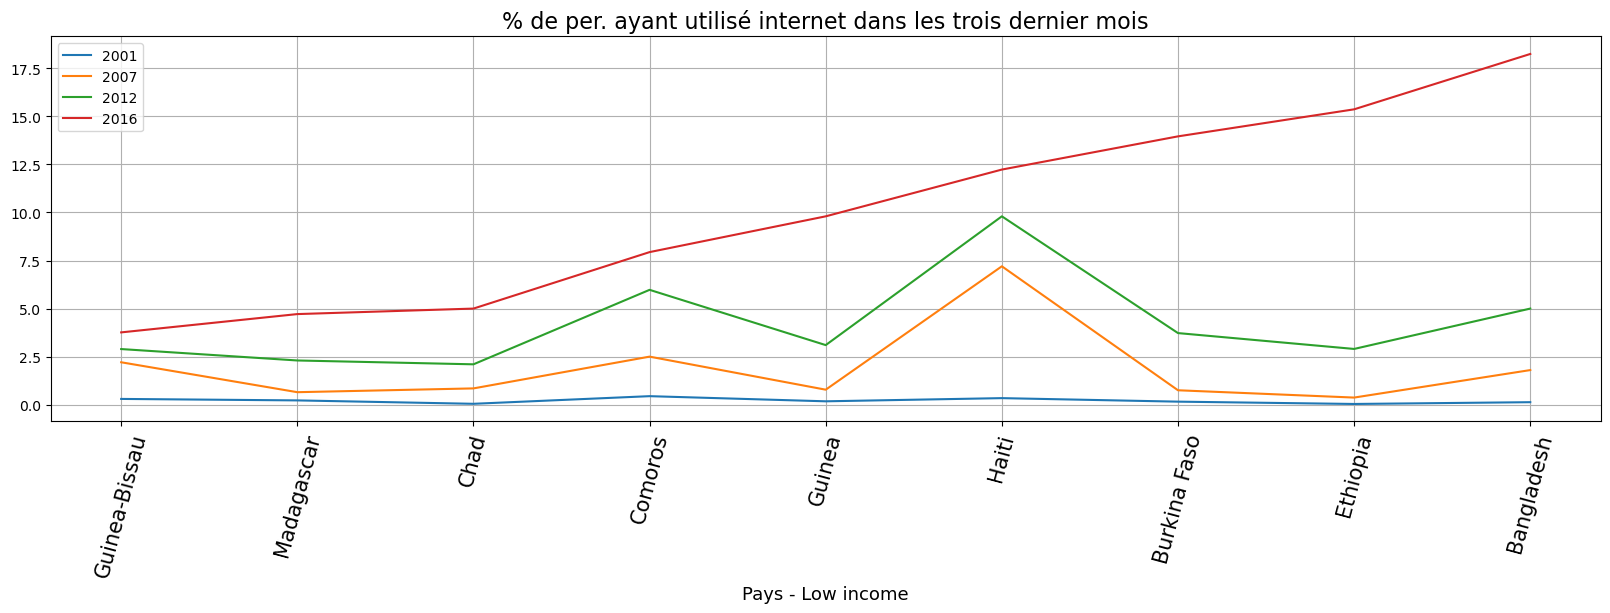 % de per. ayant utilisé internet dans les trois dernier mois
2001
2007
2012
2016
17.5
15.0
12.5
10.0
7.5
5.0
2.5
0.0
Guinea-Bissau
Madagascar
Chad
Comoros
Guinea
Haiti
Burkina Faso
Ethiopia
Bangladesh
Pays - Low income